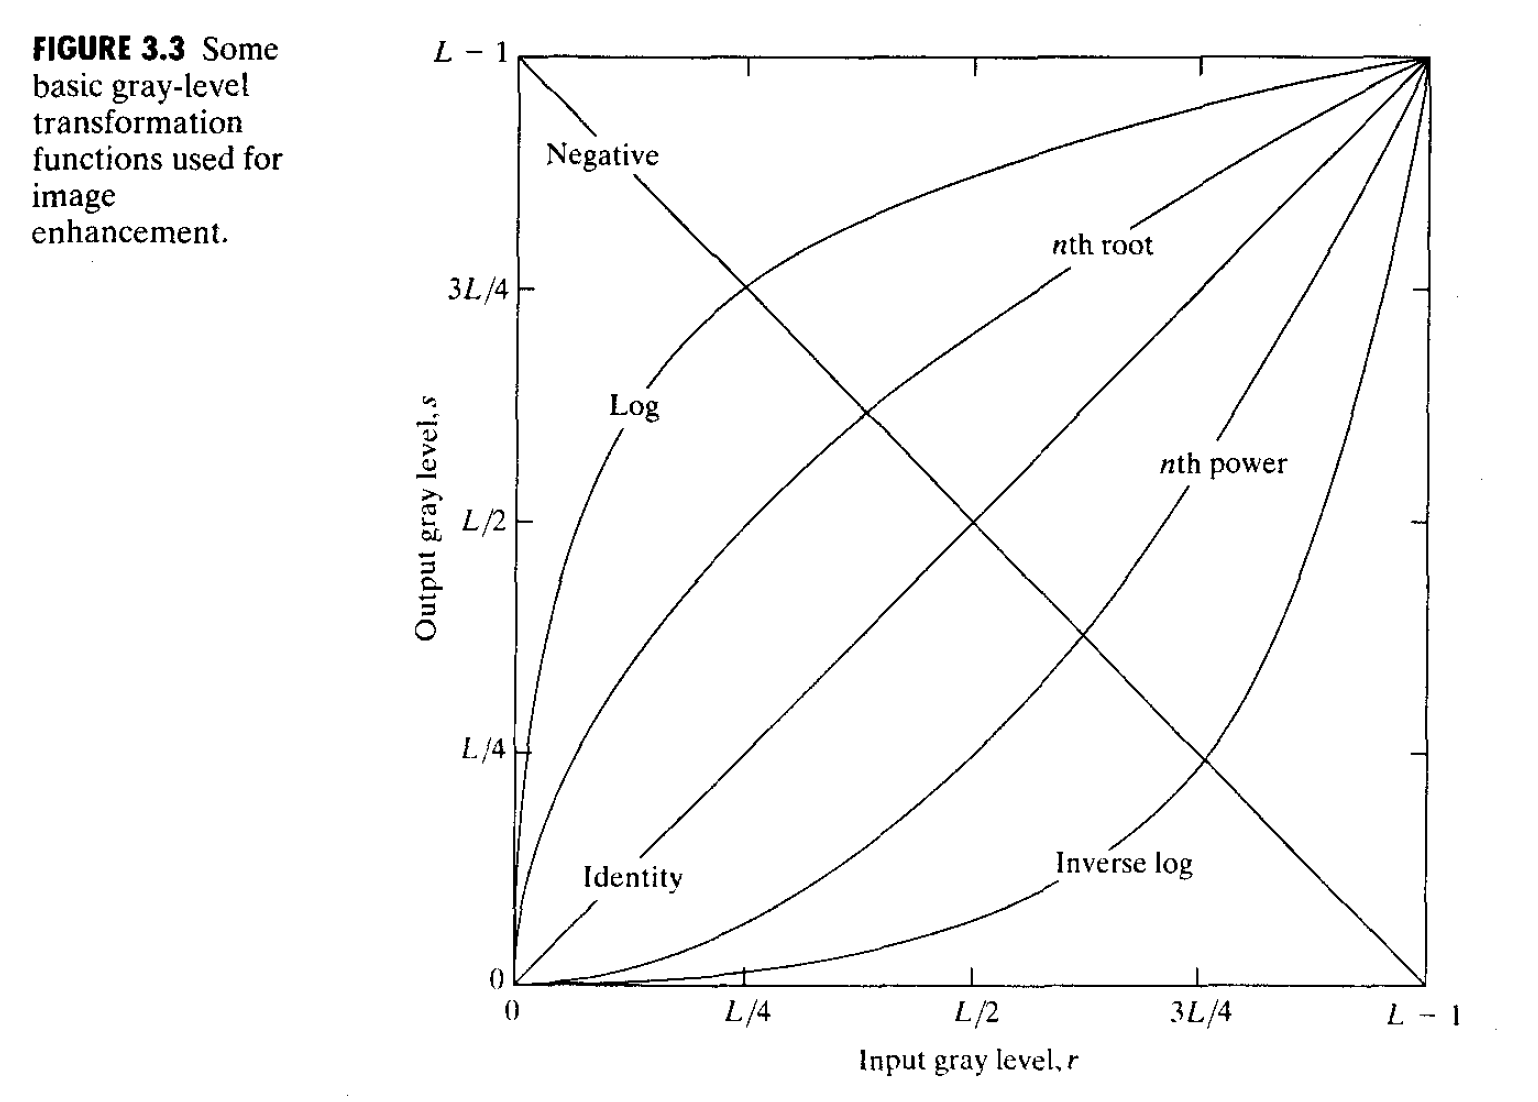 FIGURE 3.3 Some
basic gray-level
transformation
functions used for
image
enhancement.
L − 1
Negative
nth root
3L/4
Log
nth power
L/2
Output gray level, s
L/4
Inverse log
Identity
0
0
L/4
L/2
3L/4
L − 1
Input gray level, r